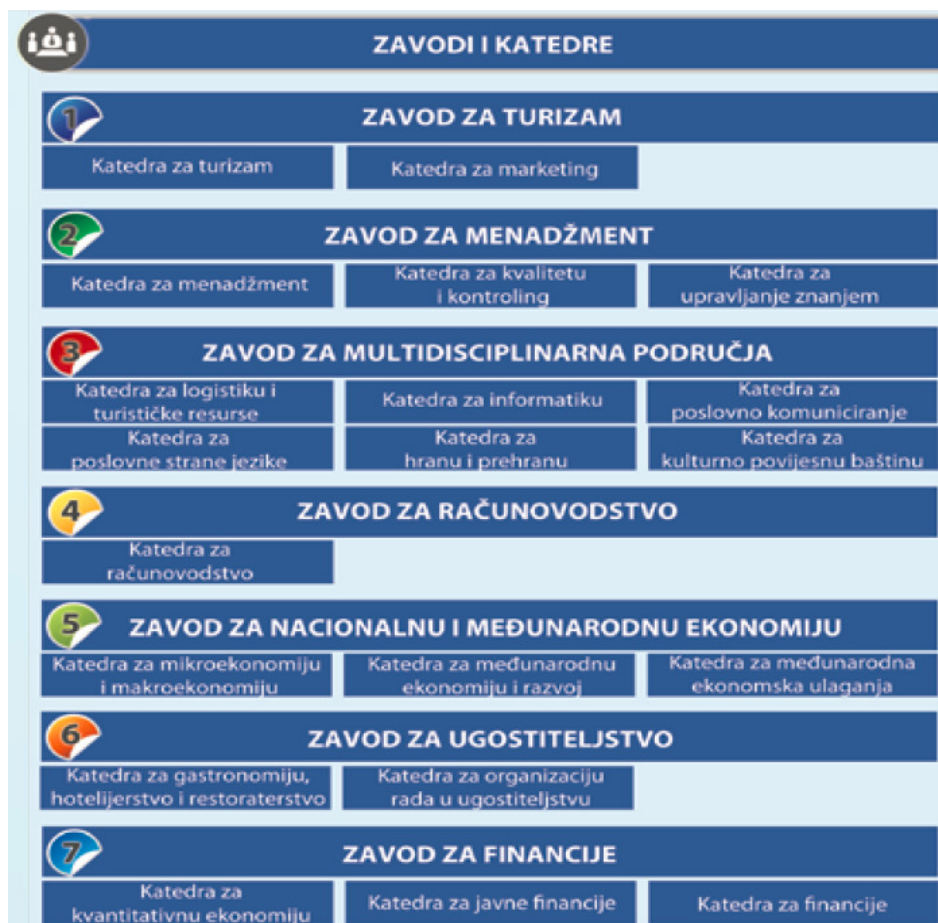 ZAVODI I KATEDRE
1
ZAVOD ZA TURIZAM
Katedra za turizam
Katedra za marketing
2
ZAVOD ZA MENADŽMENT
Katedra za menadžment
Katedra za kvalitetu
i kontroling
Katedra za
upravljanje znanjem
3
ZAVOD ZA MULTIDISCIPLINARNA PODRUČJA
Katedra za logistiku i
turističke resurse
Katedra za informatiku
Katedra za
poslovno komuniciranje
Katedra za
poslovne strane jezike
Katedra za
hranu i prehranu
Katedra za
kulturno povijesnu baštinu
4
ZAVOD ZA RAČUNOVODSTVO
Katedra za
računovodstvo
5
ZAVOD ZA NACIONALNU I MEĐUNARODNU EKONOMIJU
Katedra za mikroekonomiju
i makroekonomiju
Katedra za međunarodnu
ekonomiju i razvoj
Katedra za međunarodna
ekonomska ulaganja
6
ZAVOD ZA UGOSTITELJSTVO
Katedra za gastronomiju,
hotelijerstvo i restoraterstvo
Katedra za organizaciju
rada u ugostiteljstvu
7
ZAVOD ZA FINANCIJE
Katedra za
kvantitativnu ekonomiju
Katedra za javne financije
Katedra za financije